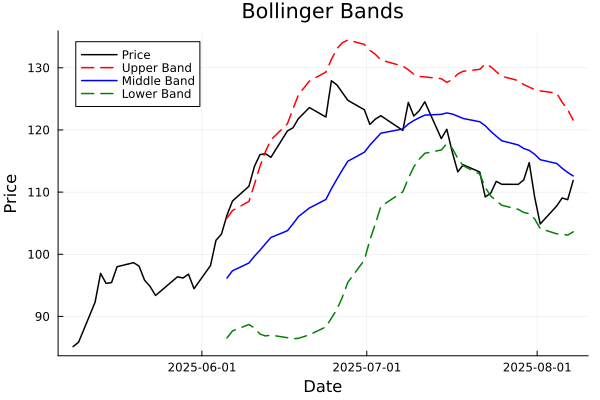 Bollinger Bands
Price
Upper Band
Middle Band
Lower Band
130
120
110
100
90
Price
2025-06-01
2025-07-01
2025-08-01
Date